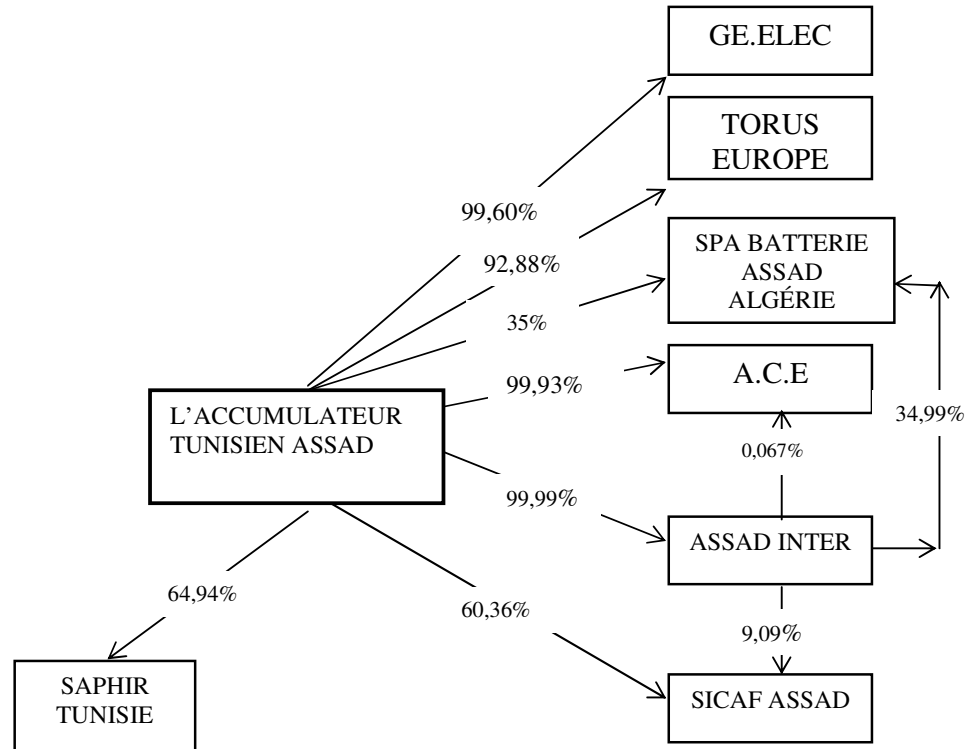 GE.ELEC
TORUS
EUROPE
99,60%
SPA BATTERIE
ASSAD
ALGÉRIE
92,88%
35%
A.C.E
99,93%
L’ACCUMULATEUR
TUNISIEN ASSAD
34,99%
0,067%
99,99%
ASSAD INTER
64,94%
60,36%
9,09%
SAPHIR
TUNISIE
SICAF ASSAD